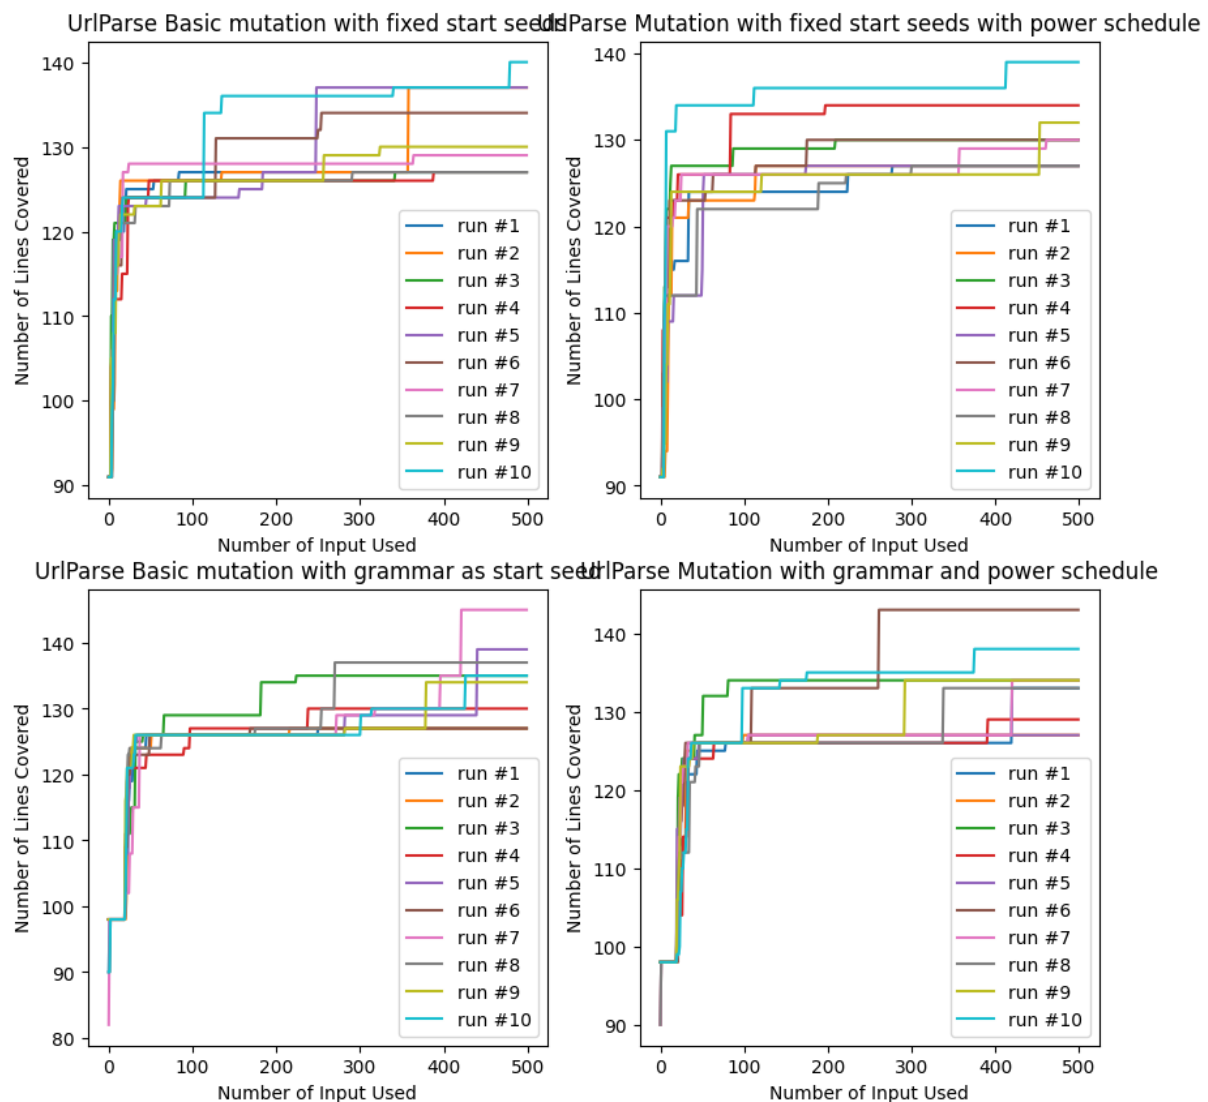 UrlParse Basic mutation with fixed start seeds
140
130
120
110
100
90
Number of Lines Covered
0 100 200 300 400 500
Number of Input Used
run #1
run #2
run #3
run #4
run #5
run #6
run #7
run #8
run #9
run #10
UrlParse Mutation with fixed start seeds with power schedule
140
130
120
110
100
90
Number of Lines Covered
0 100 200 300 400 500
Number of Input Used
run #1
run #2
run #3
run #4
run #5
run #6
run #7
run #8
run #9
run #10
UrlParse Basic mutation with grammar as start seed
140
130
120
110
100
90
80
Number of Lines Covered
0 100 200 300 400 500
Number of Input Used
run #1
run #2
run #3
run #4
run #5
run #6
run #7
run #8
run #9
run #10
UrlParse Mutation with grammar and power schedule
140
130
120
110
100
90
Number of Lines Covered
0 100 200 300 400 500
Number of Input Used
run #1
run #2
run #3
run #4
run #5
run #6
run #7
run #8
run #9
run #10